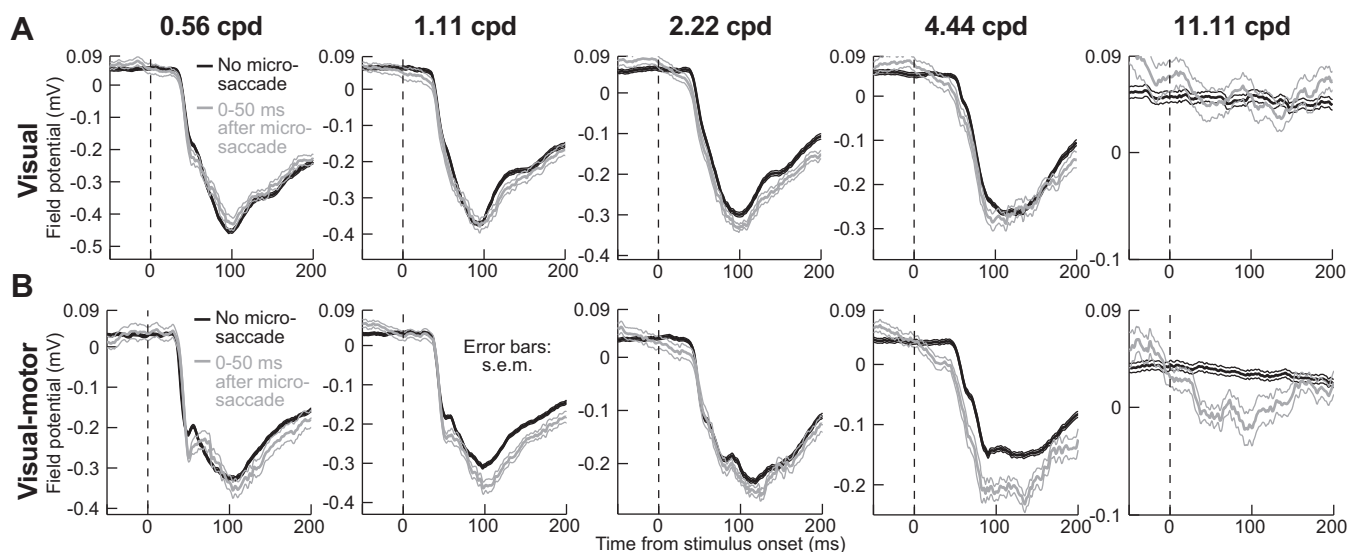 A
0.56 cpd
1.11 cpd
2.22 cpd
4.44 cpd
11.11 cpd
Visual
Field potential (mV)
0.09
0
-0.1
-0.2
-0.3
-0.4
-0.5
0 100 200
No micro-
saccade
0-50 ms
after micro-
saccade
0.09
0
-0.1
-0.2
-0.3
-0.4
0 100 200
0.09
0
-0.1
-0.2
-0.3
-0.4
0 100 200
0.09
0
-0.1
-0.2
-0.3
0 100 200
0.09
0
-0.1
0 100 200
B
Visual-motor
Field potential (mV)
0.09
0
-0.1
-0.2
-0.3
-0.4
0 100 200
No micro-
saccade
0-50 ms
after micro-
saccade
0.09
0
-0.1
-0.2
-0.3
-0.4
0 100 200
Error bars:
s.e.m.
0.09
0
-0.1
-0.2
0 100 200
0.09
0
-0.1
-0.2
0 100 200
0.09
0
-0.1
0 100 200
Time from stimulus onset (ms)